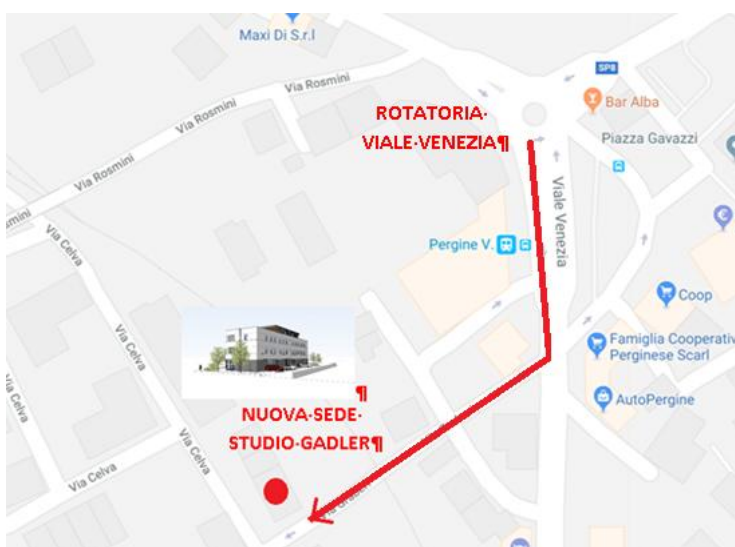 Maxi Di S.r.l
Via Rosmini
SP8
Via Rosmini
ROTATORIA·
VIALE·VENEZIA¶
Bar Alba
Piazza Gavazzi
Via Rosmini
Viale Venezia
Via Celva
Pergine V.
Coop
Via Celva
Famiglia Cooperativ
Perginese Scarl
¶
NUOVA·SEDE·
STUDIO·GADLER¶
AutoPergine
Via Celva
Via Celva
Via Celva